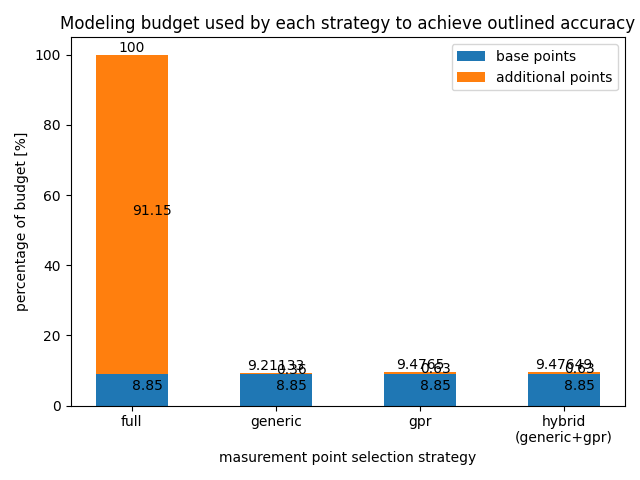 Modeling budget used by each strategy to achieve outlined accuracy
percentage of budget [%]
100
80
60
40
20
0
base points
additional points
100
91.15
8.85
9.21133
0.36
8.85
9.4765
0.63
8.85
9.47649
0.63
8.85
full
generic
gpr
hybrid
(generic+gpr)
masurement point selection strategy